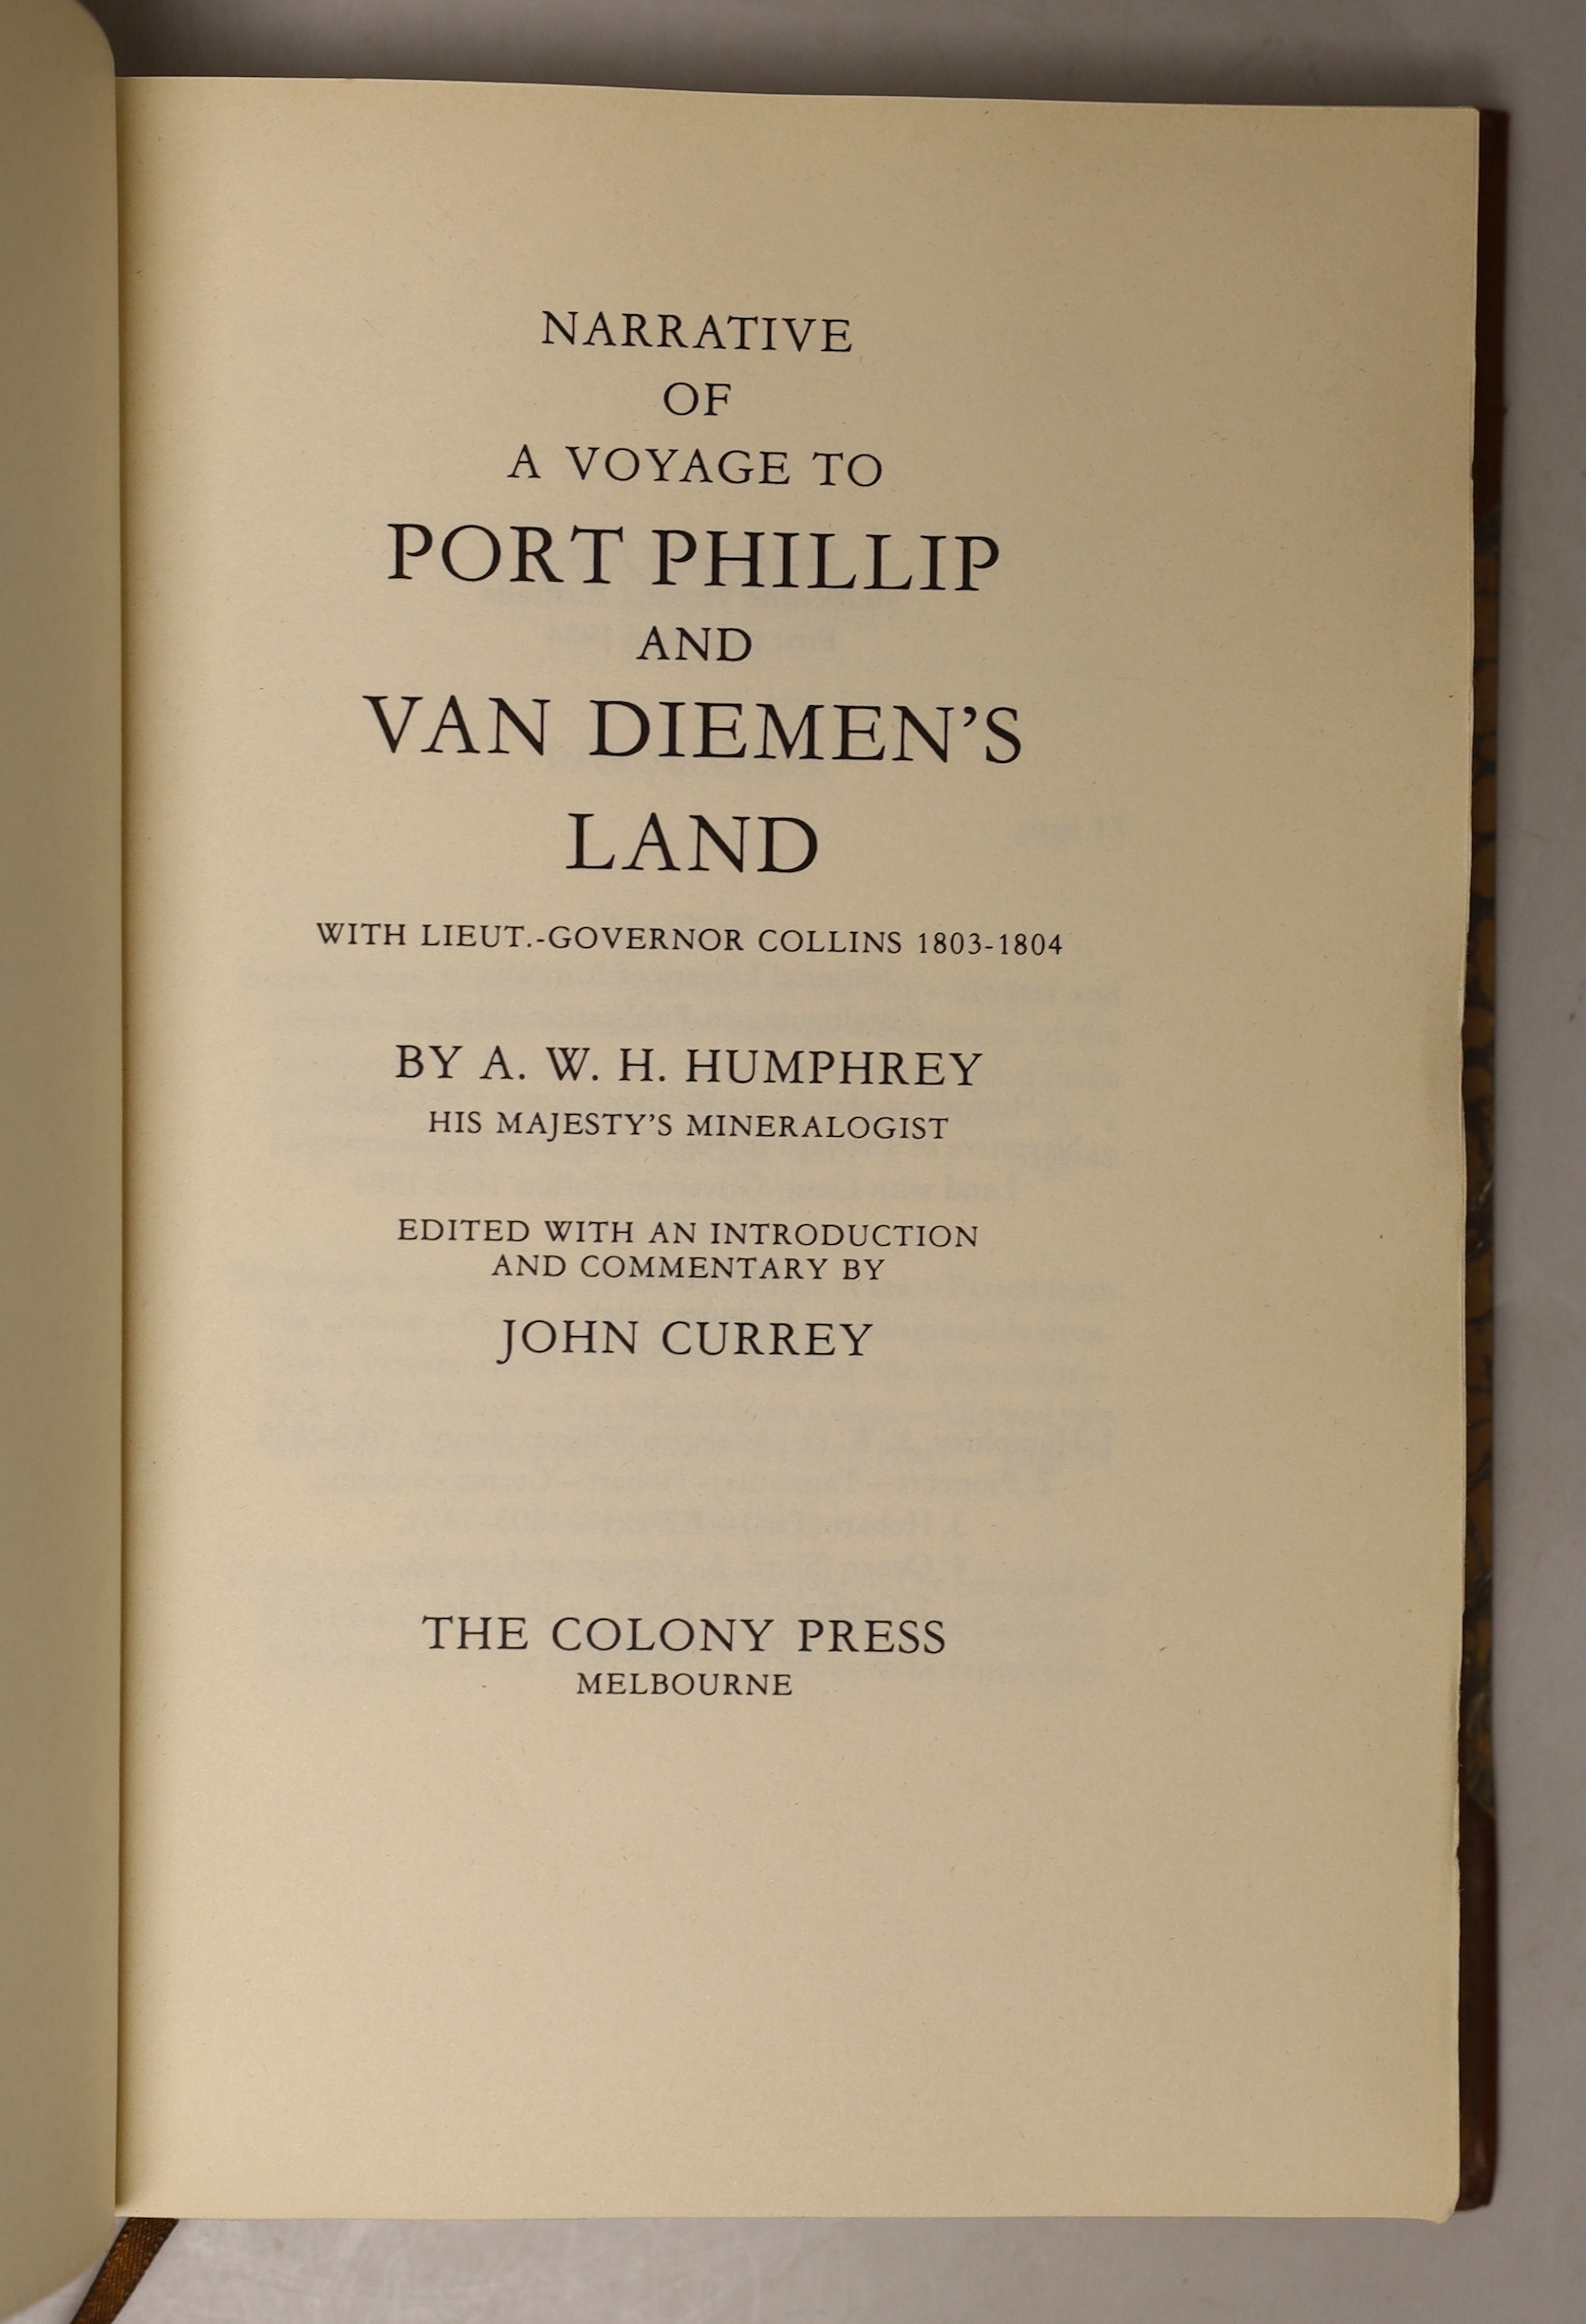 NARRATIVE
OF
A VOYAGE TO
PORT PHILLIP
AND
VAN DIEMEN'S
LAND
WITH LIEUT.-GOVERNOR COLLINS 1803-1804
BY A. W. H. HUMPHREY
HIS MAJESTY'S MINERALOGIST
EDITED WITH AN INTRODUCTION
AND COMMENTARY BY
JOHN CURREY
THE COLONY PRESS
MELBOURNE